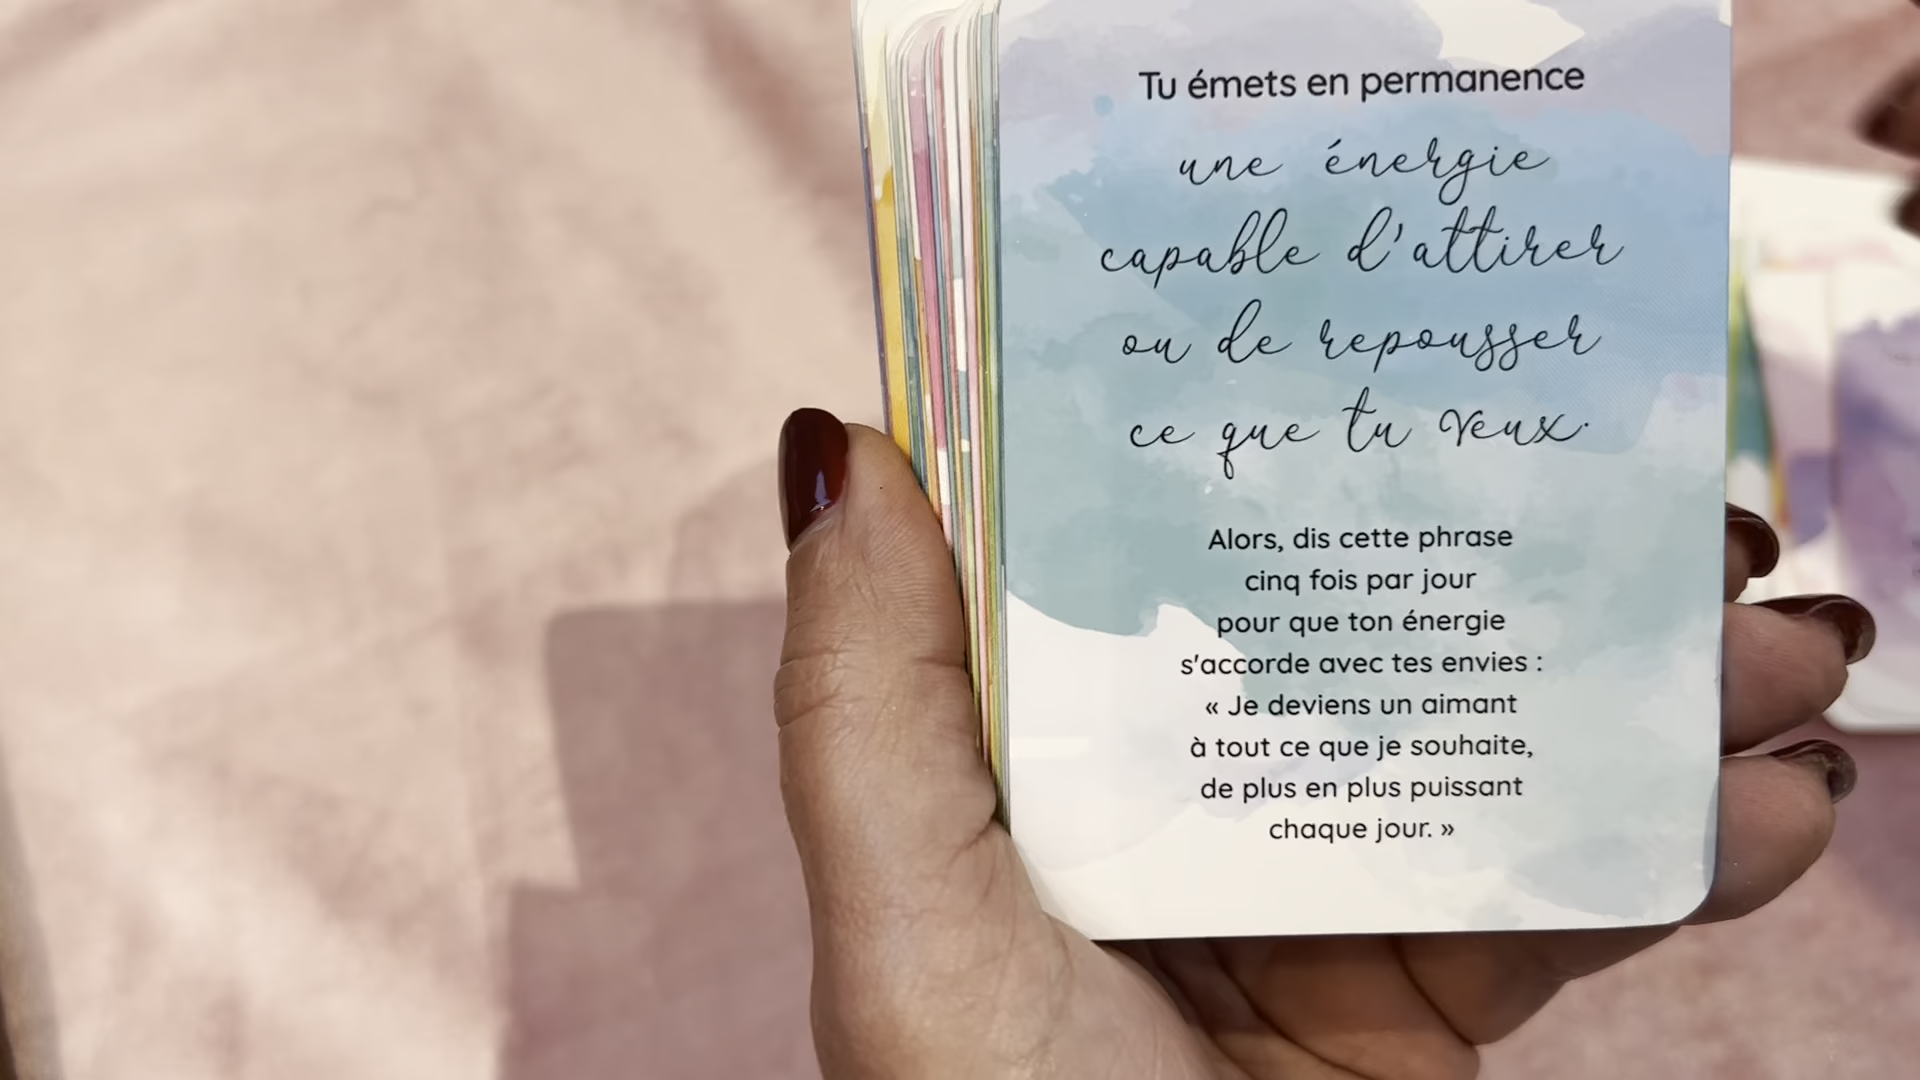 Tu émets en permanence
une énergie
capable d'attirer
ou de repousser
ce que tu veux.
Alors, dis cette phrase
cinq fois par jour
pour que ton énergie
s'accorde avec tes envies :
« Je deviens un aimant
à tout ce que je souhaite,
de plus en plus puissant
chaque jour. »